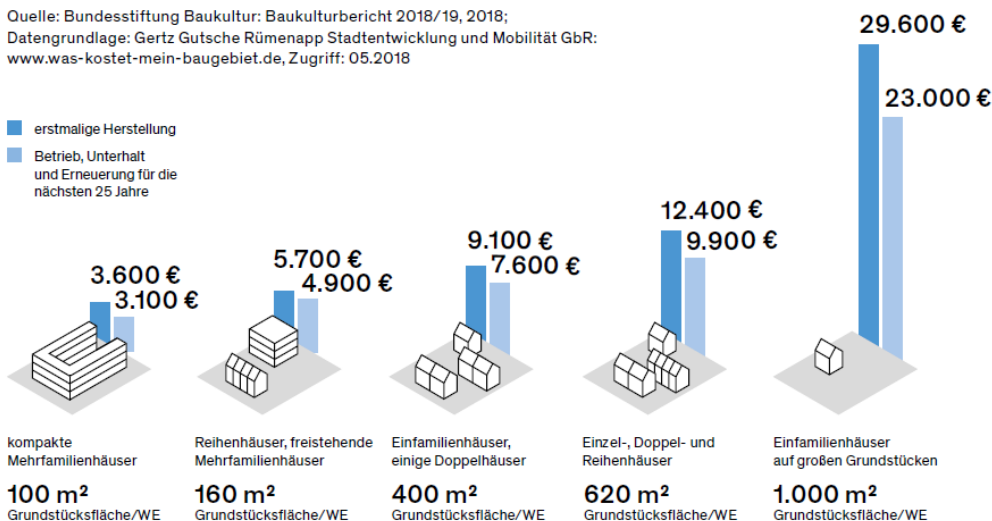 Quelle: Bundesstiftung Baukultur: Baukulturbericht 2018/19, 2018;
Datengrundlage: Gertz Gutsche Rümenapp Stadtentwicklung und Mobilität GbR:
www.was-kostet-mein-baugebiet.de, Zugriff: 05.2018
erstmalige Herstellung
Betrieb, Unterhalt
und Erneuerung für die
nächsten 25 Jahre
3.600 €
3.100 €
5.700 €
4.900 €
9.100 €
7.600 €
12.400 €
9.900 €
29.600 €
23.000 €
kompakte
Mehrfamilienhäuser
100 m²
Grundstücksfläche/WE
Reihenhäuser, freistehende
Mehrfamilienhäuser
160 m²
Grundstücksfläche/WE
Einfamilienhäuser,
einige Doppelhäuser
400 m²
Grundstücksfläche/WE
Einzel-, Doppel- und
Reihenhäuser
620 m²
Grundstücksfläche/WE
Einfamilienhäuser
auf großen Grundstücken
1.000 m²
Grundstücksfläche/WE